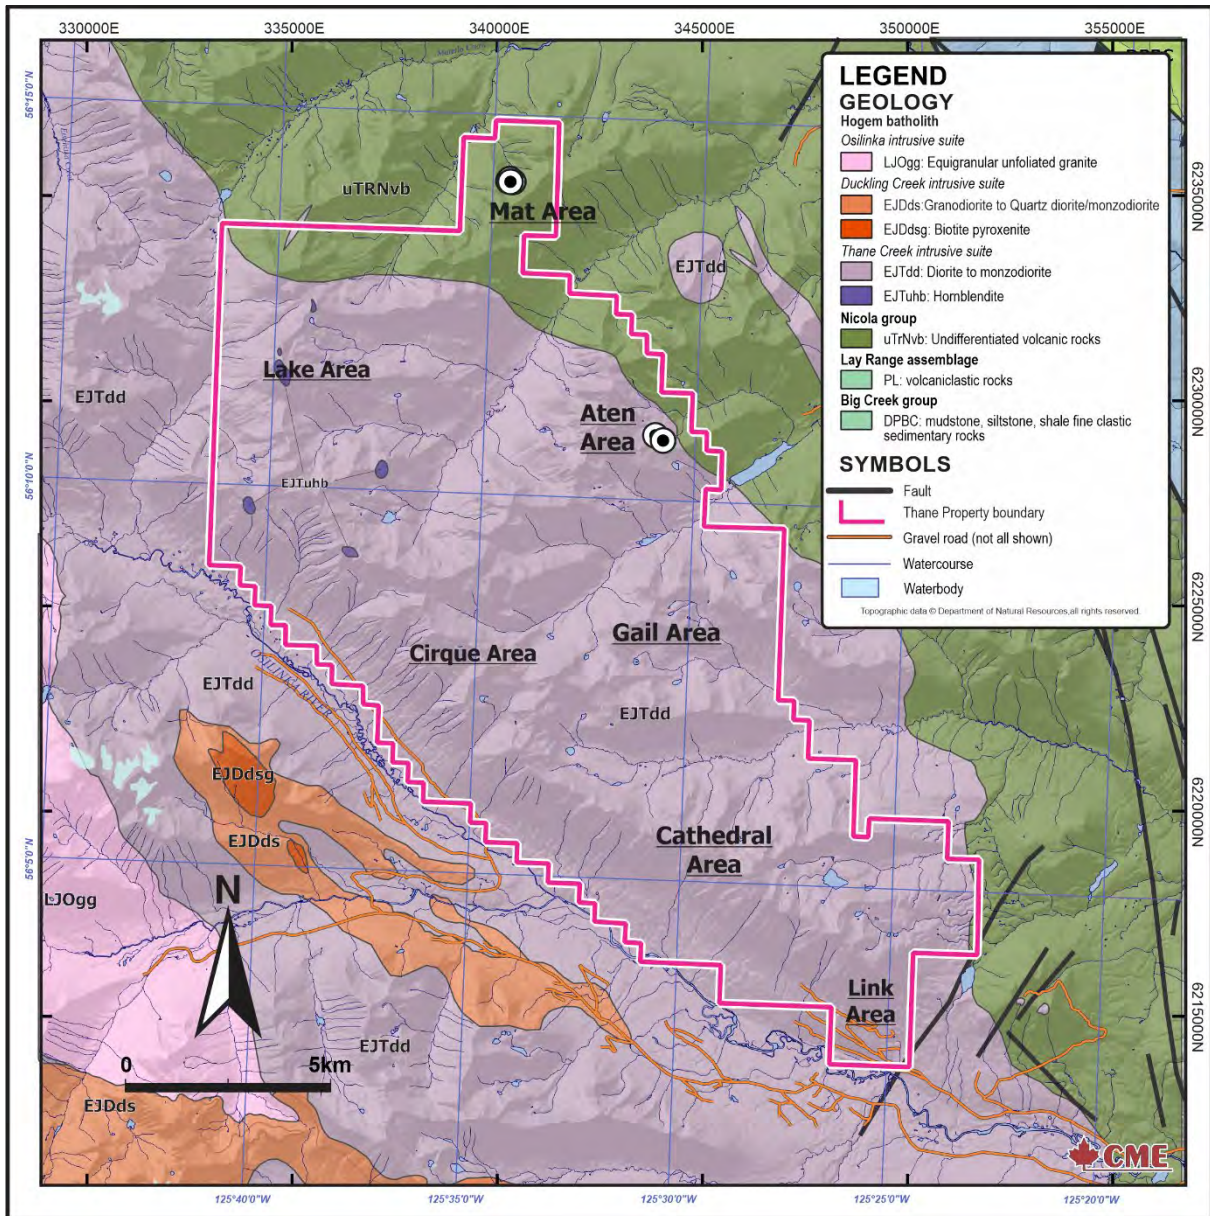 330000E 335000E 340000E 345000E 350000E 355000E
LEGEND
GEOLOGY
Hogem batholith
Osilinka intrusive suite
LJOgg: Equigranular unfoliated granite
Duckling Creek intrusive suite
EJDds:Granodiorite to Quartz diorite/monzodiorite
EJDdsg: Biotite pyroxenite
Thane Creek intrusive suite
EJTdd: Diorite to monzodiorite
EJTuhb: Hornblendite
Nicola group
uTrNvb: Undifferentiated volcanic rocks
Lay Range assemblage
PL: volcaniclastic rocks
Big Creek group
DPBC: mudstone, siltstone, shale fine clastic
sedimentary rocks
SYMBOLS
Fault
Thane Property boundary
Gravel road (not all shown)
Watercourse
Waterbody
Topographic data © Department of Natural Resources,all rights reserved.
56°15'0"N
56°10'0"N
56°5'0"N
6235000N
6230000N
6225000N
6220000N
6215000N
uTRNvb
Mat Area
EJTdd
Lake Area
EJTdd
Aten
Area
EJTuhb
Gail Area
Cirque Area
OSILINKA RIVER
EJTdd
EJTdd
EJDdsg
EJDds
Cathedral
Area
LJOgg
N
Link
Area
EJTdd
0 5km
EJDds
CME
125°40'0"W 125°35'0"W 125°30'0"W 125°25'0"W 125°20'0"W